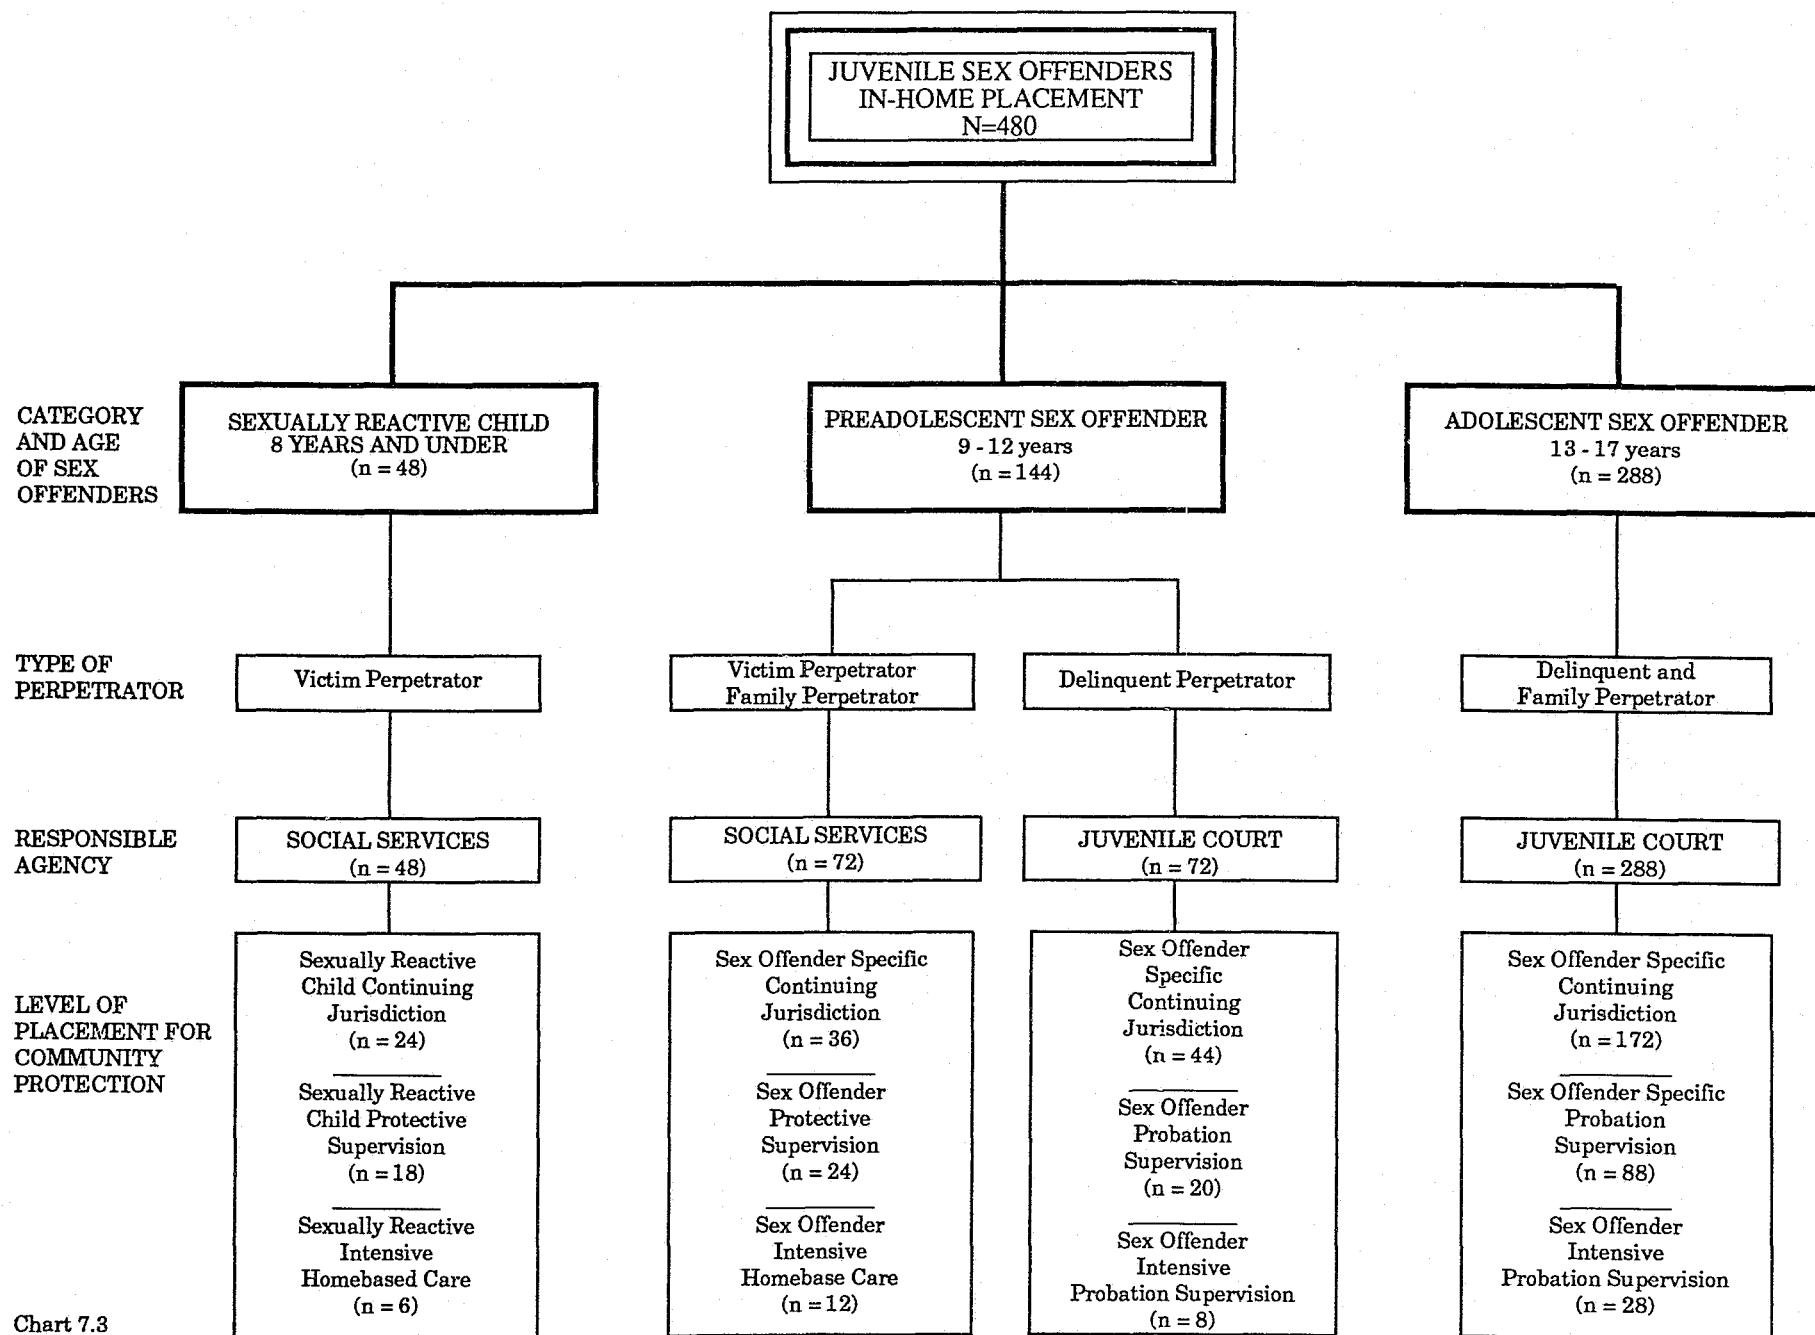 JUVENILE SEX OFFENDERS
IN-HOME PLACEMENT
N=480
CATEGORY
AND AGE
OF SEX
OFFENDERS
SEXUALLY REACTIVE CHILD
8 YEARS AND UNDER
(n = 48)
PREADOLESCENT SEX OFFENDER
9 - 12 years
(n = 144)
ADOLESCENT SEX OFFENDER
13 - 17 years
(n = 288)
TYPE OF
PERPETRATOR
Victim Perpetrator
Victim Perpetrator
Family Perpetrator
Delinquent Perpetrator
Delinquent and
Family Perpetrator
RESPONSIBLE
AGENCY
SOCIAL SERVICES
(n = 48)
SOCIAL SERVICES
(n = 72)
JUVENILE COURT
(n = 72)
JUVENILE COURT
(n = 288)
LEVEL OF
PLACEMENT FOR
COMMUNITY
PROTECTION
Sexually Reactive
Child Continuing
Jurisdiction
(n = 24)
Sexually Reactive
Child Protective
Supervision
(n = 18)
Sexually Reactive
Intensive
Homebased Care
(n = 6)
Sex Offender Specific
Continuing
Jurisdiction
(n = 36)
Sex Offender
Protective
Supervision
(n = 24)
Sex Offender
Intensive
Homebase Care
(n = 12)
Sex Offender
Specific
Continuing
Jurisdiction
(n = 44)
Sex Offender
Probation
Supervision
(n = 20)
Sex Offender
Intensive
Probation Supervision
(n = 8)
Sex Offender Specific
Continuing
Jurisdiction
(n = 172)
Sex Offender Specific
Probation
Supervision
(n = 88)
Sex Offender
Intensive
Probation Supervision
(n = 28)
Chart 7.3